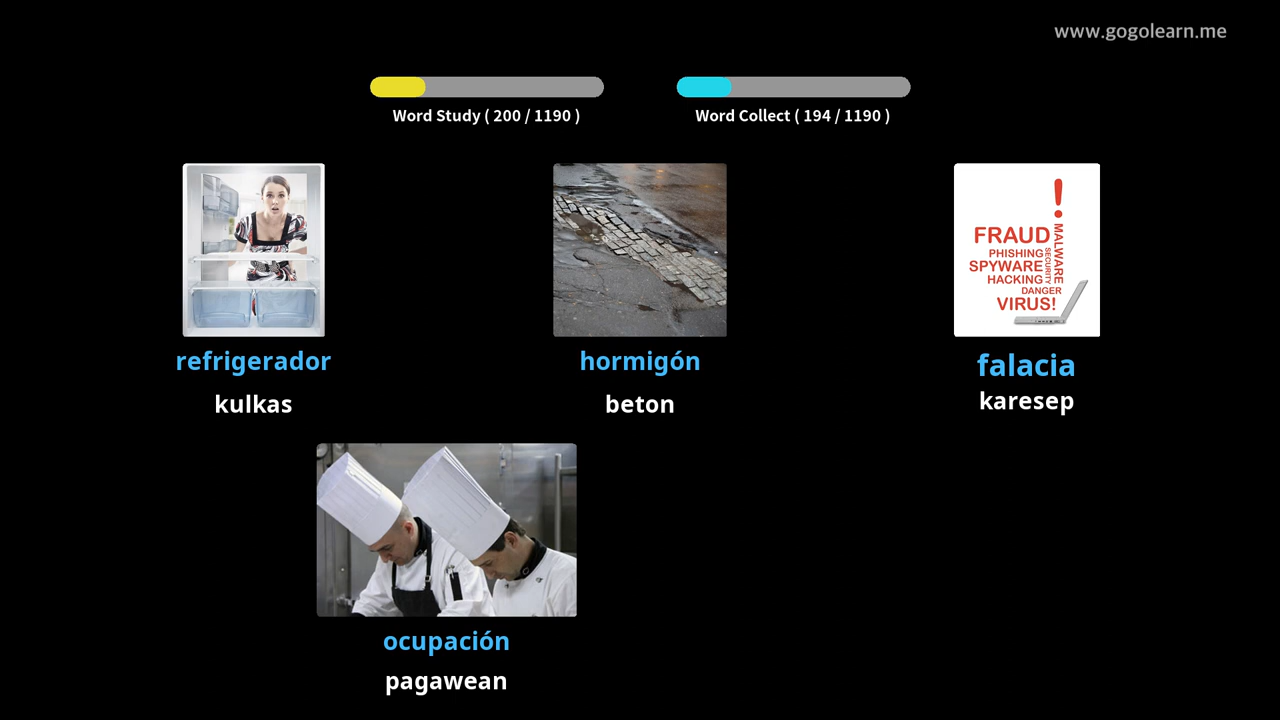 www.gogolearn.me
Word Study ( 200 / 1190 )
Word Collect ( 194 / 1190 )
!
FRAUD
MALWARE
PHISHING
SECURITY
SPYWARE
HACKING
DANGER
VIRUS!
refrigerador
hormigón
falacia
kulkas
beton
karesep
ocupación
pagawean